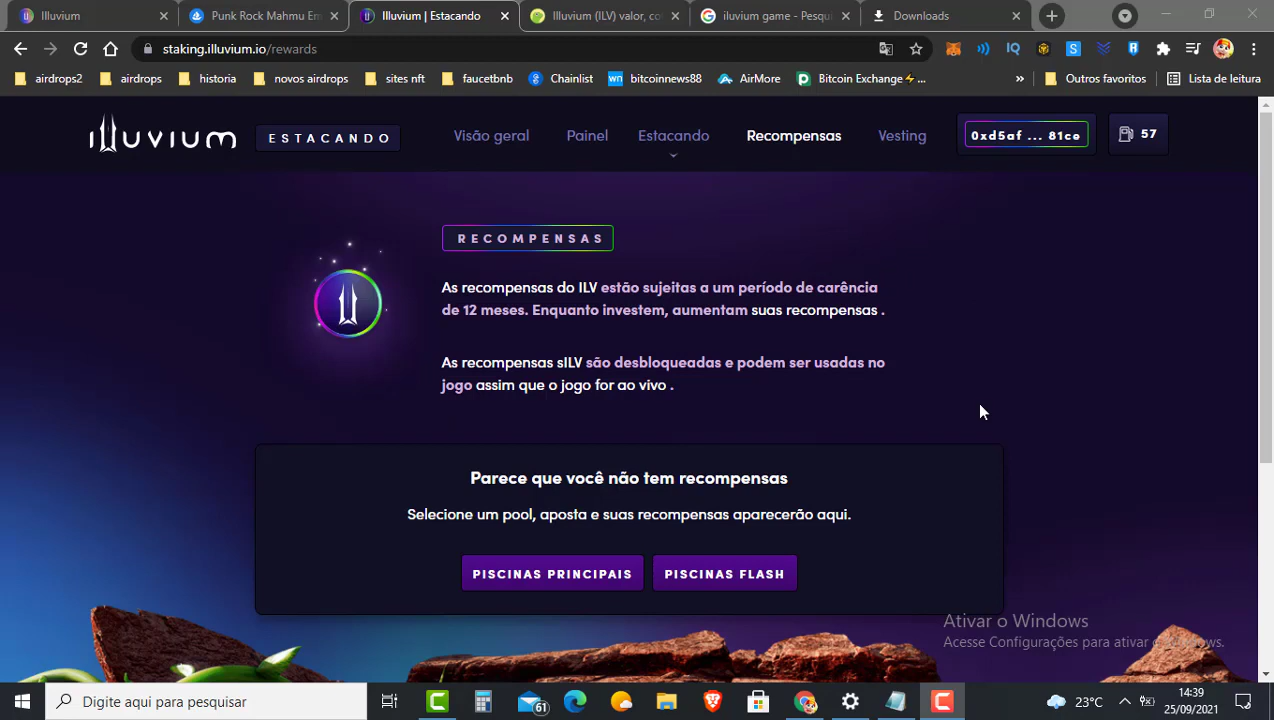 Illuvium
Punk Rock Mahmu Em
Illuvium | Estacando
Illuvium (ILV) valor, co
iluvium game - Pesqui
Downloads
staking.illuvium.io/rewards
airdrops2
airdrops
historia
novos airdrops
sites nft
faucetbnb
Chainlist
wn
bitcoinnews88
AirMore
Bitcoin Exchange⚡...
»
Outros favoritos
Lista de leitura
ılluvıum
ESTACANDO
Visão geral
Painel
Estacando
Recompensas
Vesting
0xd5af ... 81ce
57
RECOMPENSAS
As recompensas do ILV estão sujeitas a um período de carência
de 12 meses. Enquanto investem, aumentam suas recompensas .
As recompensas sILV são desbloqueadas e podem ser usadas no
jogo assim que o jogo for ao vivo .
Parece que você não tem recompensas
Selecione um pool, aposta e suas recompensas aparecerão aqui.
PISCINAS PRINCIPAIS
PISCINAS FLASH
Ativar o Windows
Acesse Configurações para ativar o Windows.
Digite aqui para pesquisar
61
23°C
14:39
25/09/2021